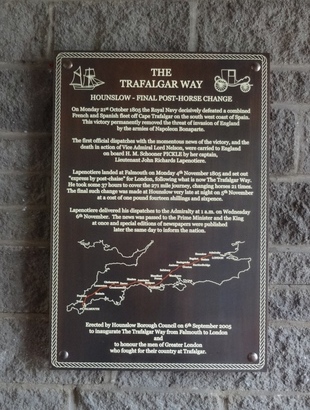 THE
TRAFALGAR WAY
HOUNSLOW - FINAL POST-HORSE CHANGE
On Monday 21st October 1805 the Royal Navy decisively defeated a combined
French and Spanish fleet off Cape Trafalgar on the south west coast of Spain.
This victory permanently removed the threat of invasion of England
by the armies of Napoleon Bonaparte.
The first official dispatches with the momentous news of the victory, and the
death in action of Vice Admiral Lord Nelson, were carried to England
on board H. M. Schooner PICKLE by her captain,
Lieutenant John Richards Lapenotiere.
Lapenotiere landed at Falmouth on Monday 4th November 1805 and set out
"express by post-chaise" for London, following what is now The Trafalgar Way.
He took some 37 hours to cover the 271 mile journey, changing horses 21 times.
The final such change was made at Hounslow very late at night on 5th November
at a cost of one pound fourteen shillings and sixpence.
Lapenotiere delivered his dispatches to the Admiralty at 1 a.m. on Wednesday
6th November. The news was passed to the Prime Minister and the King
at once and special editions of newspapers were published
later the same day to inform the nation.
Erected by Hounslow Borough Council on 6th September 2005
to inaugurate The Trafalgar Way from Falmouth to London
and
to honour the men of Greater London
who fought for their country at Trafalgar.